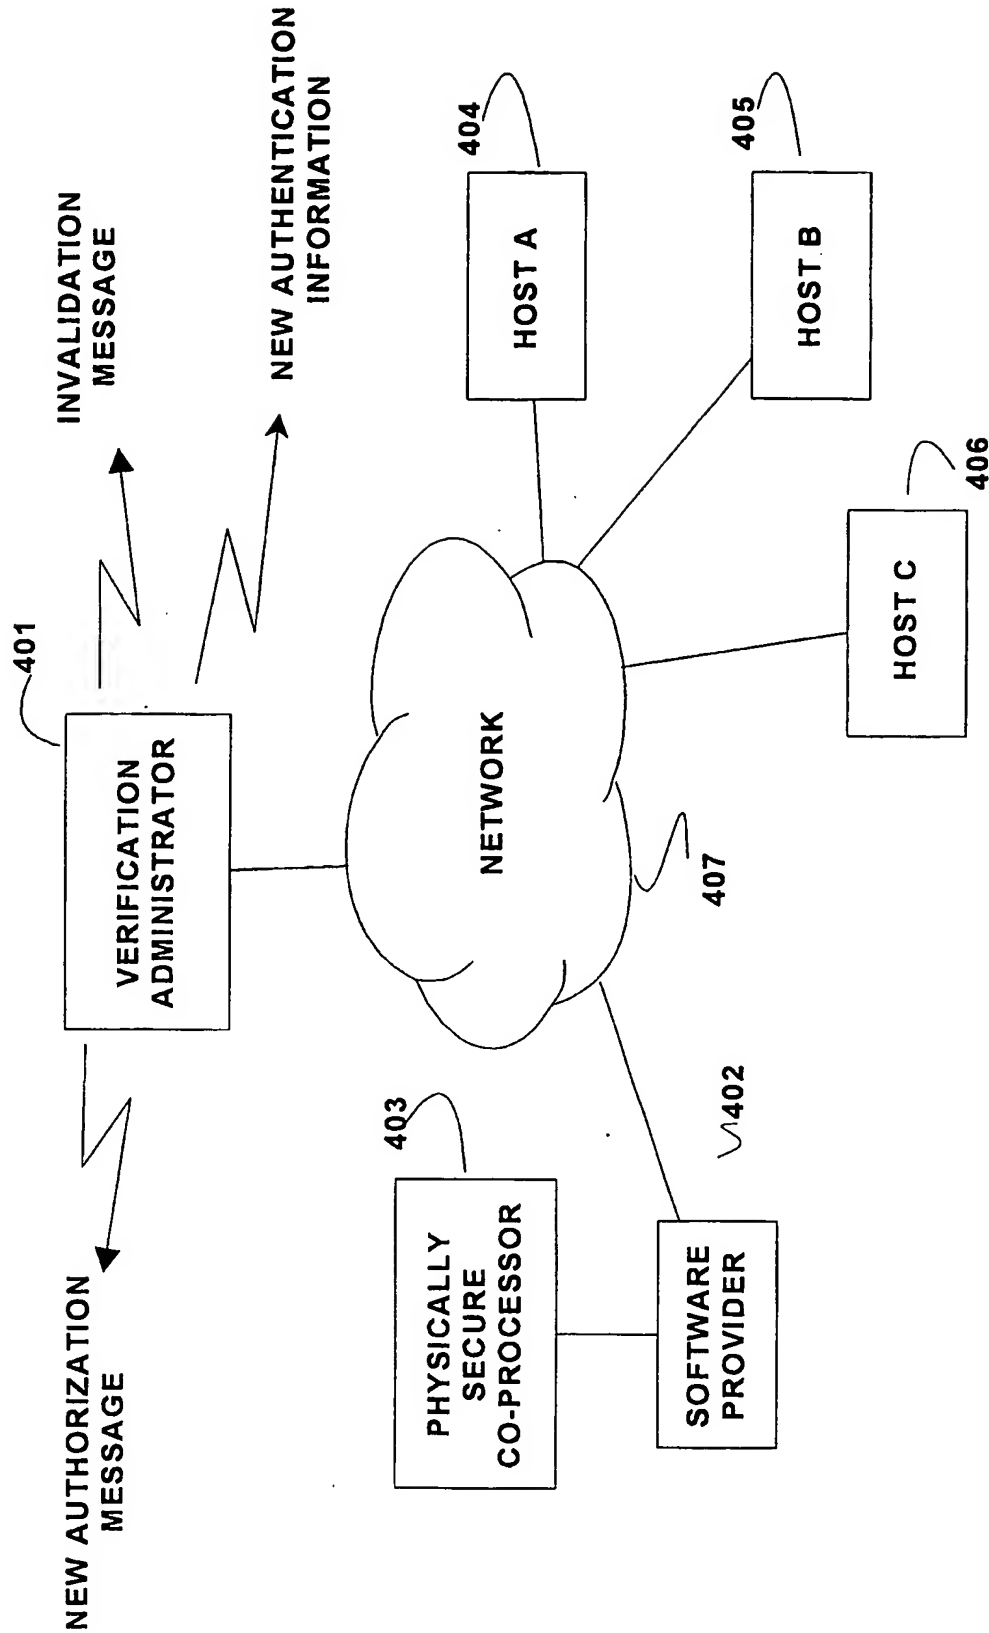 401
VERIFICATION
ADMINISTRATOR
NEW AUTHORIZATION
MESSAGE
INVALIDATION
MESSAGE
NEW AUTHENTICATION
INFORMATION
403
PHYSICALLY
SECURE
CO-PROCESSOR
NETWORK
404
HOST A
SOFTWARE
PROVIDER
402
407
405
HOST B
HOST C
406